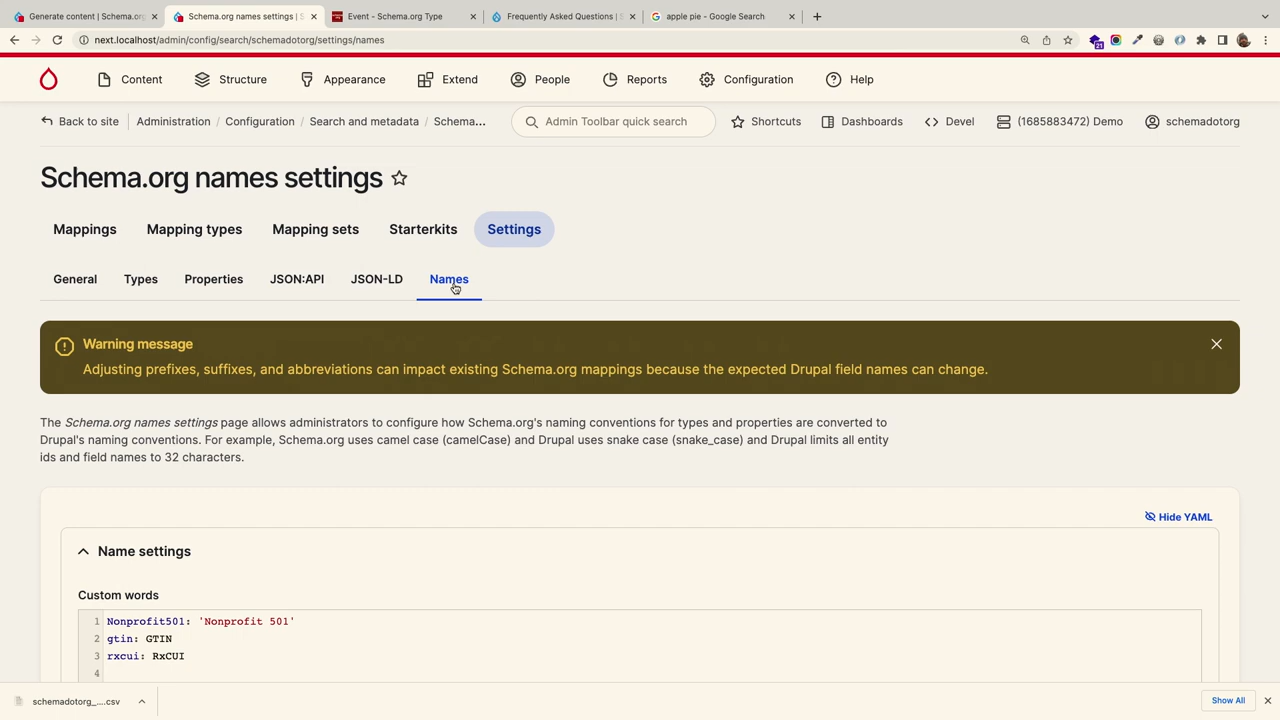 Generate content | Schema.org
Schema.org names settings | S
Event - Schema.org Type
Frequently Asked Questions | S
apple pie - Google Search
next.localhost/admin/config/search/schemadotorg/settings/names
21
Content
Structure
Appearance
Extend
People
Reports
Configuration
Help
Back to site
Administration / Configuration / Search and metadata / Schema...
Admin Toolbar quick search
Shortcuts
Dashboards
Devel
(1685883472) Demo
schemadotorg
Schema.org names settings
Mappings
Mapping types
Mapping sets
Starterkits
Settings
General
Types
Properties
JSON:API
JSON-LD
Names
Warning message
Adjusting prefixes, suffixes, and abbreviations can impact existing Schema.org mappings because the expected Drupal field names can change.
The Schema.org names settings page allows administrators to configure how Schema.org's naming conventions for types and properties are converted to
Drupal's naming conventions. For example, Schema.org uses camel case (camelCase) and Drupal uses snake case (snake_case) and Drupal limits all entity
ids and field names to 32 characters.
Hide YAML
Name settings
Custom words
1 Nonprofit501: 'Nonprofit 501'
2 gtin: GTIN
3 rxcui: RxCUI
4
schemadotorg_....csv
Show All